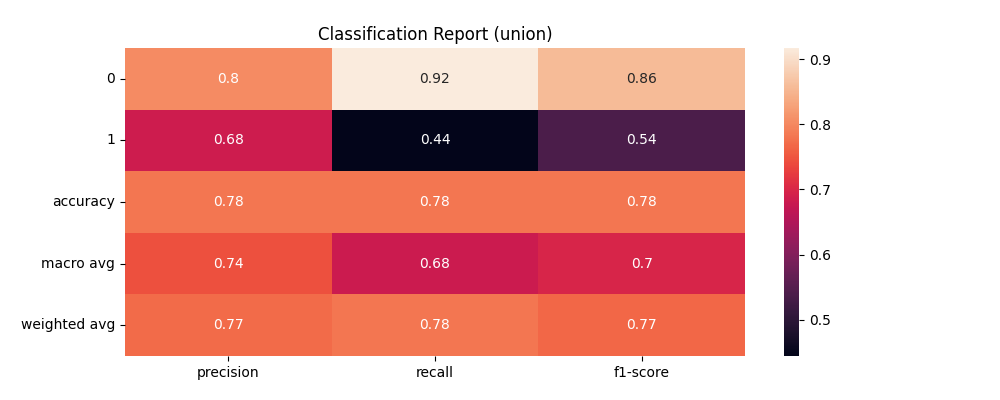 Classification Report (union)
0 0.8 0.92 0.86
1 0.68 0.44 0.54
accuracy 0.78 0.78 0.78
macro avg 0.74 0.68 0.7
weighted avg 0.77 0.78 0.77
precision recall f1-score
0.9
0.8
0.7
0.6
0.5